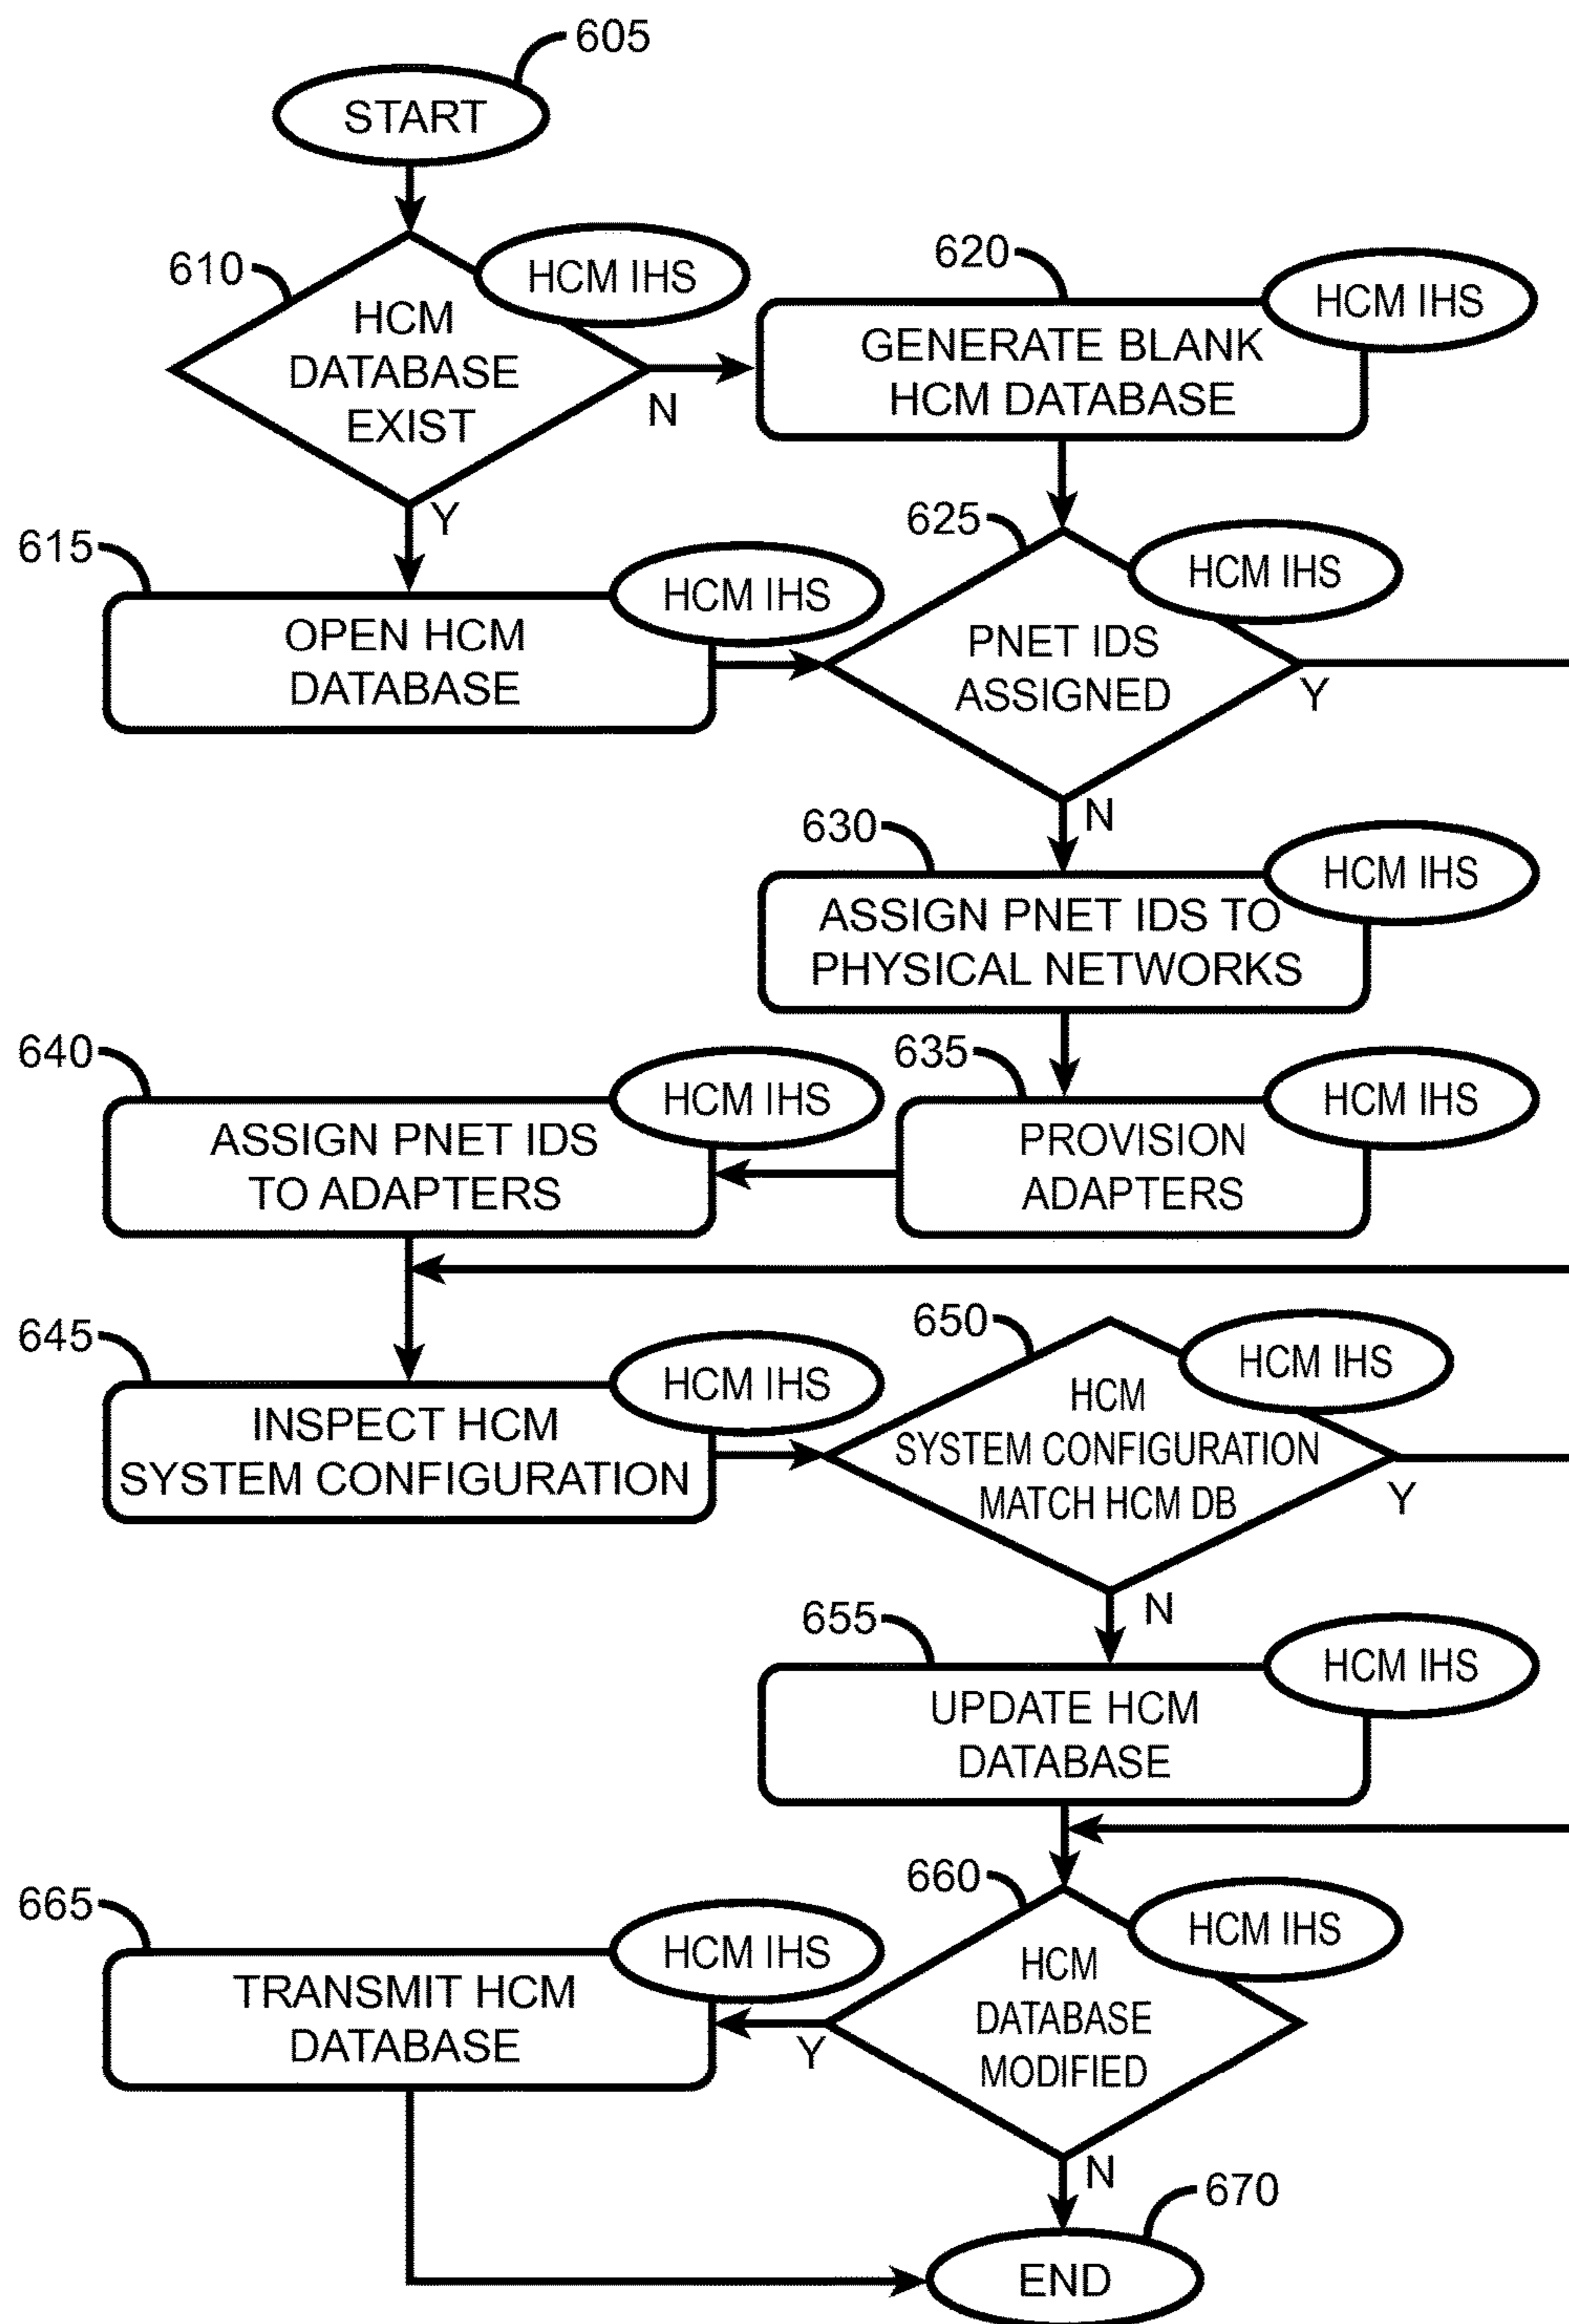 605
START
610
HCM IHS
HCM
DATABASE
EXIST
N
Y
620
HCM IHS
GENERATE BLANK
HCM DATABASE
615
HCM IHS
OPEN HCM
DATABASE
625
HCM IHS
PNET IDS
ASSIGNED
Y
N
630
HCM IHS
ASSIGN PNET IDS TO
PHYSICAL NETWORKS
640
HCM IHS
ASSIGN PNET IDS
TO ADAPTERS
635
HCM IHS
PROVISION
ADAPTERS
645
HCM IHS
INSPECT HCM
SYSTEM CONFIGURATION
650
HCM IHS
HCM
SYSTEM CONFIGURATION
MATCH HCM DB
Y
N
655
HCM IHS
UPDATE HCM
DATABASE
665
HCM IHS
TRANSMIT HCM
DATABASE
660
HCM IHS
HCM
DATABASE
MODIFIED
Y
N
670
END